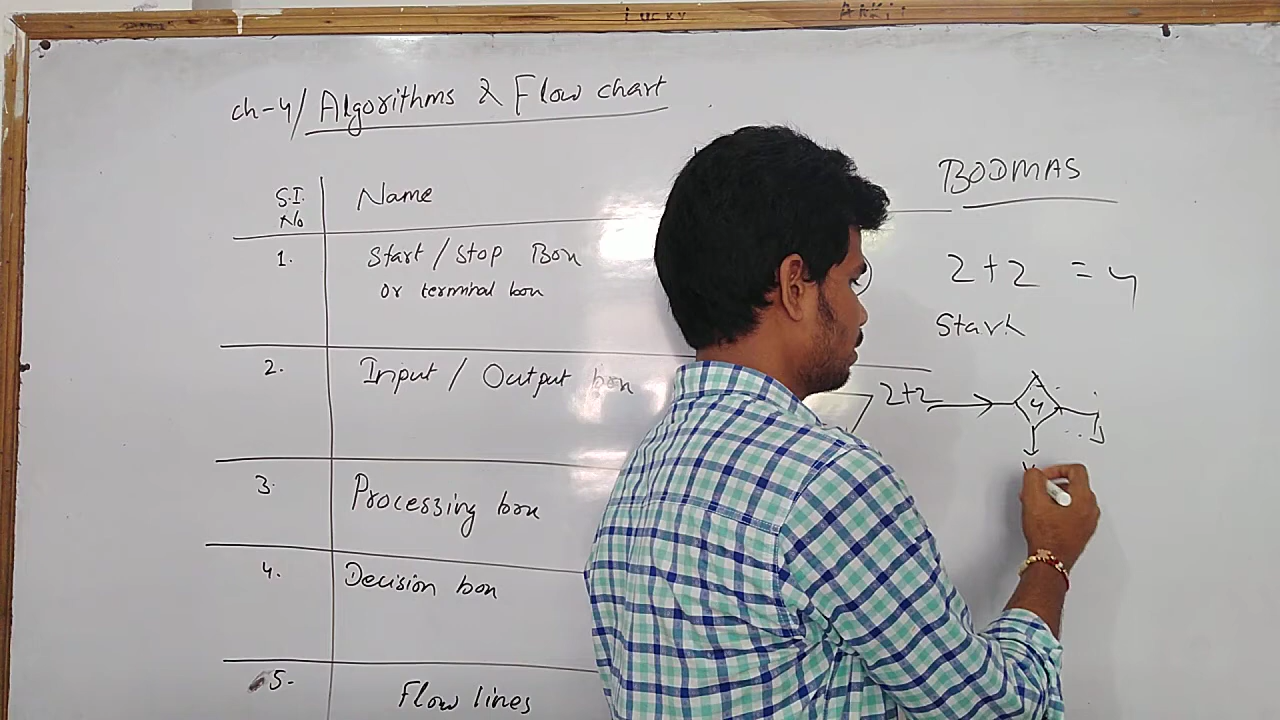 LUCKY
ch-4/ Algorithms & Flow chart
BODMAS
S.I. No
Name
1.
Start / Stop Box
or terminal box
2+2 = 4
Start
2.
Input / Output box
2+2
4
3.
Processing box
4.
Decision box
5.
Flow lines